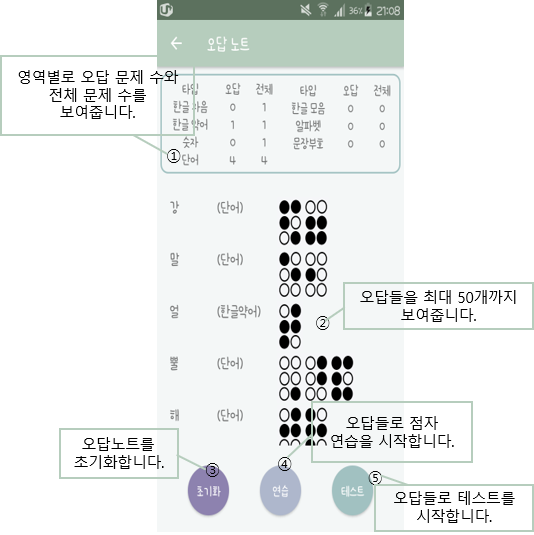 36% 21:08
오답 노트
영역별로 오답 문제 수와
전체 문제 수를
보여줍니다.
타입 오답 전체 타입 오답 전체
한글 자음 0 1 한글 모음 0 0
한글 약어 1 1 알파벳 0 0
숫자 0 1 문장부호 0 0
① 단어 4 4
강 (단어)
말 (단어)
얼 (한글약어)
②
오답들을 최대 50개까지
보여줍니다.
뿔 (단어)
해 (단어)
오답들로 점자
연습을 시작합니다.
오답노트를
초기화합니다.
③ ④ ⑤
초기화 연습 테스트
오답들로 테스트를
시작합니다.